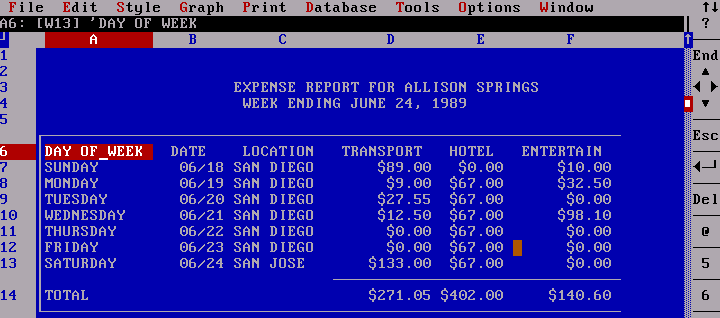 File Edit Style Graph Print Database Tools Options Window ↑↓
A6: [W13] 'DAY OF WEEK ?
A B C D E F
1 End
2
3 EXPENSE REPORT FOR ALLISON SPRINGS
4 WEEK ENDING JUNE 24, 1989
5
Esc
6 DAY OF WEEK DATE LOCATION TRANSPORT HOTEL ENTERTAIN
7 SUNDAY 06/18 SAN DIEGO $89.00 $0.00 $10.00
8 MONDAY 06/19 SAN DIEGO $9.00 $67.00 $32.50
9 TUESDAY 06/20 SAN DIEGO $27.55 $67.00 $0.00 Del
10 WEDNESDAY 06/21 SAN DIEGO $12.50 $67.00 $98.10
11 THURSDAY 06/22 SAN DIEGO $0.00 $67.00 $0.00 @
12 FRIDAY 06/23 SAN DIEGO $0.00 $67.00 $0.00
13 SATURDAY 06/24 SAN JOSE $133.00 $67.00 $0.00 5
14 TOTAL $271.05 $402.00 $140.60 6